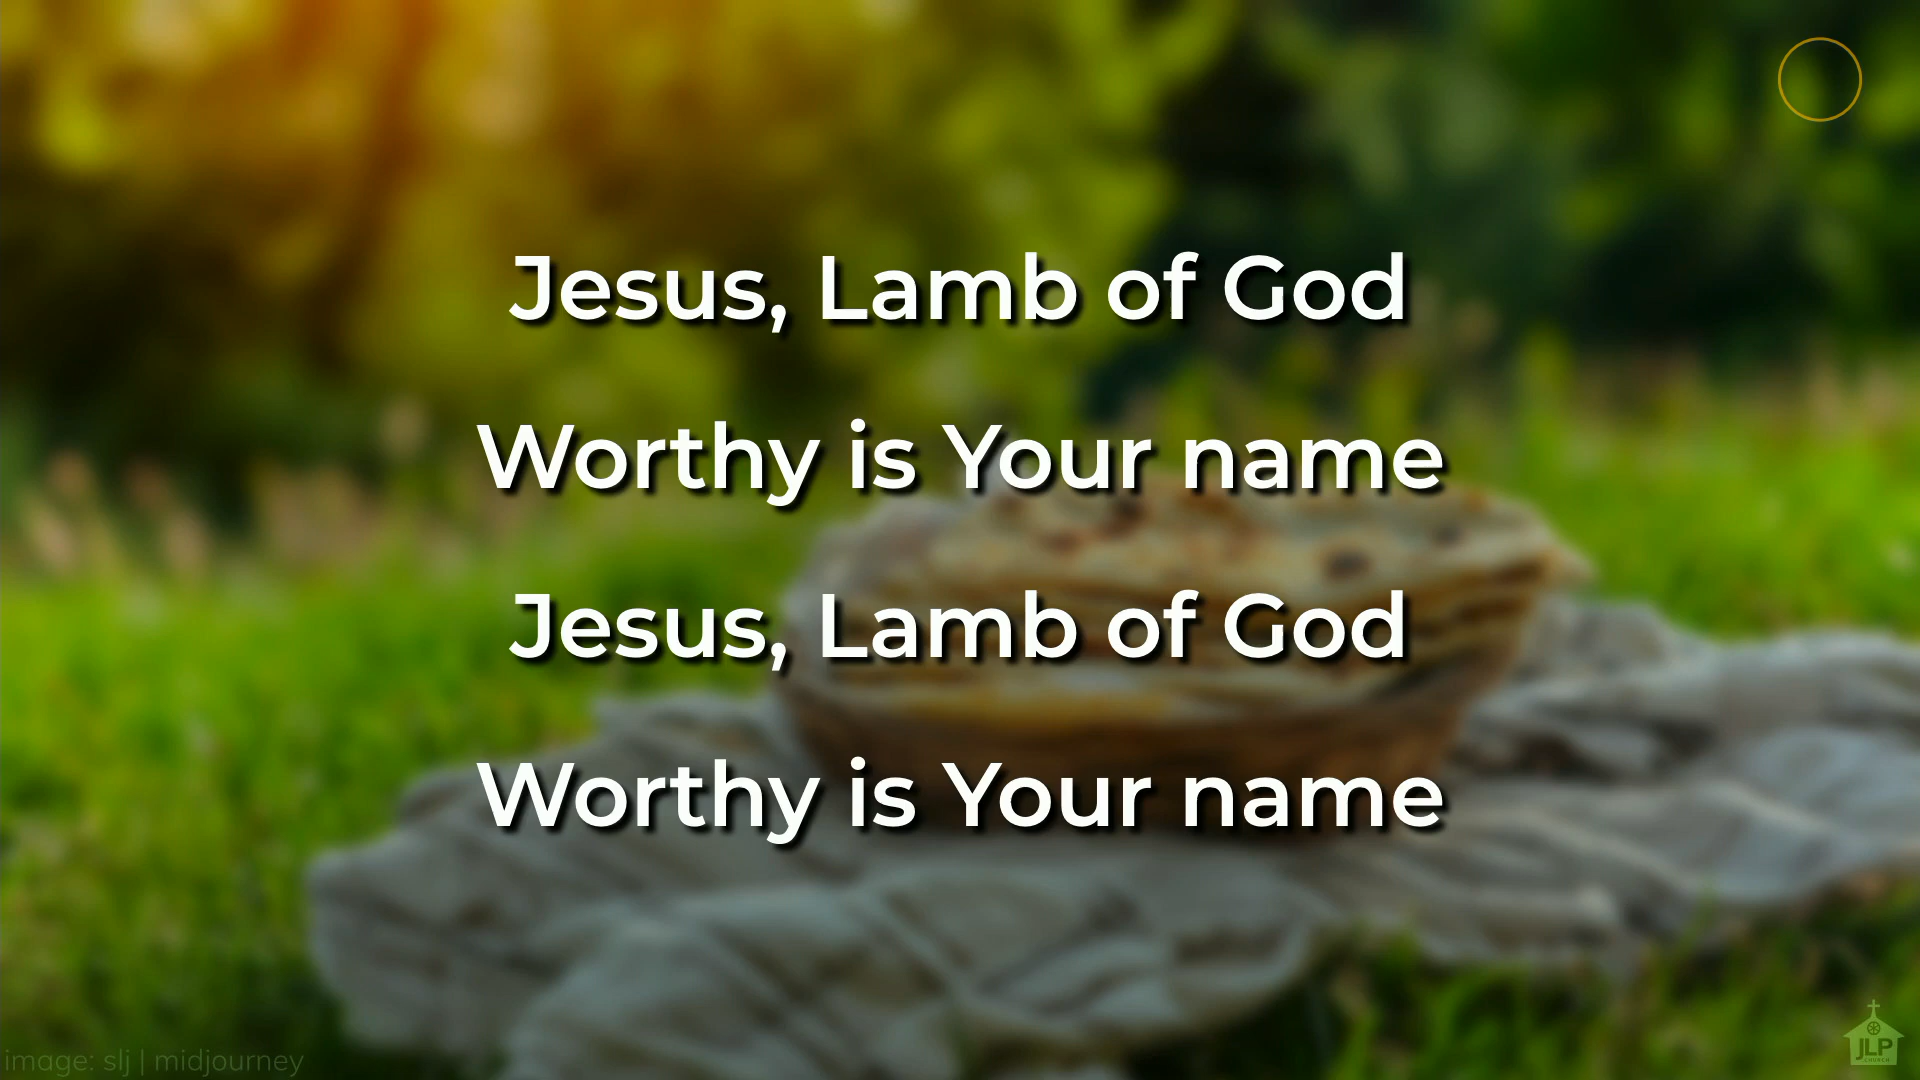 Jesus, Lamb of God
Worthy is Your name
Jesus, Lamb of God
Worthy is Your name
image: slj | midjourney
JLP
CHURCH